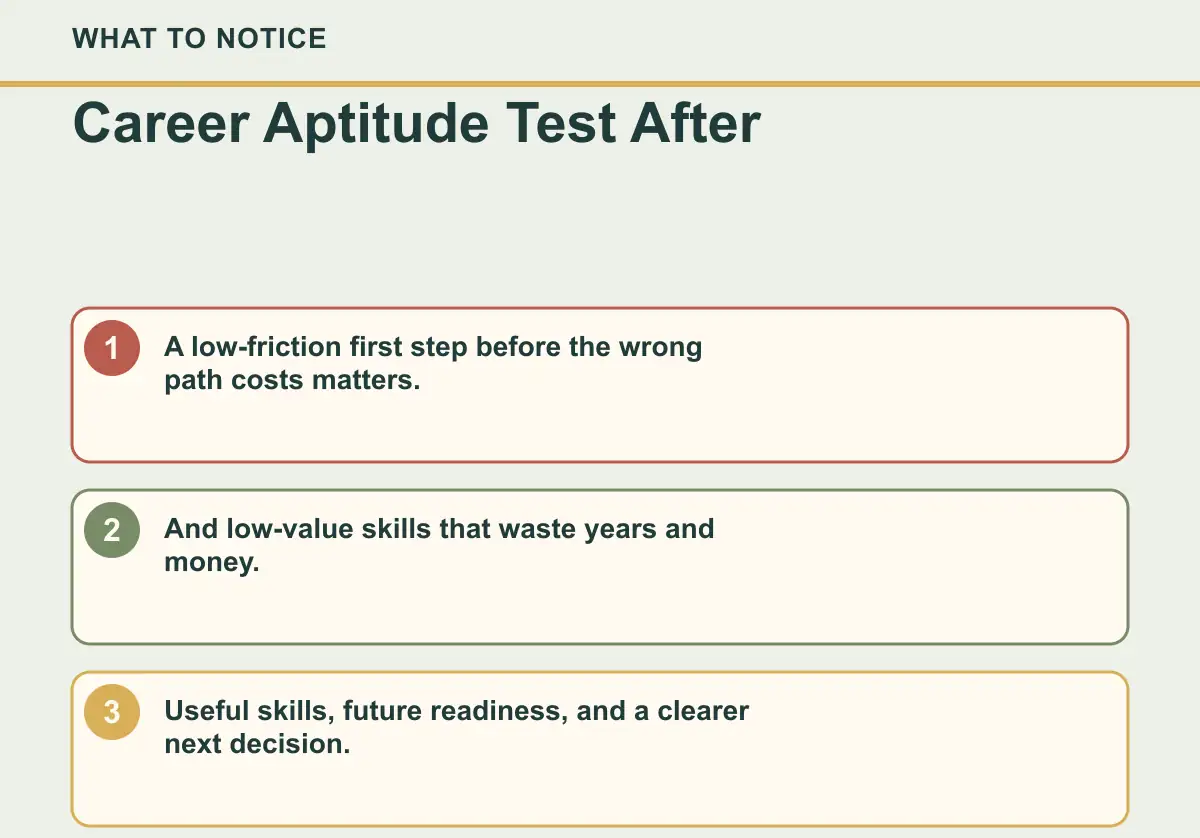 WHAT TO NOTICE
Career Aptitude Test After
1
A low-friction first step before the wrong
path costs matters.
2
And low-value skills that waste years and
money.
3
Useful skills, future readiness, and a clearer
next decision.